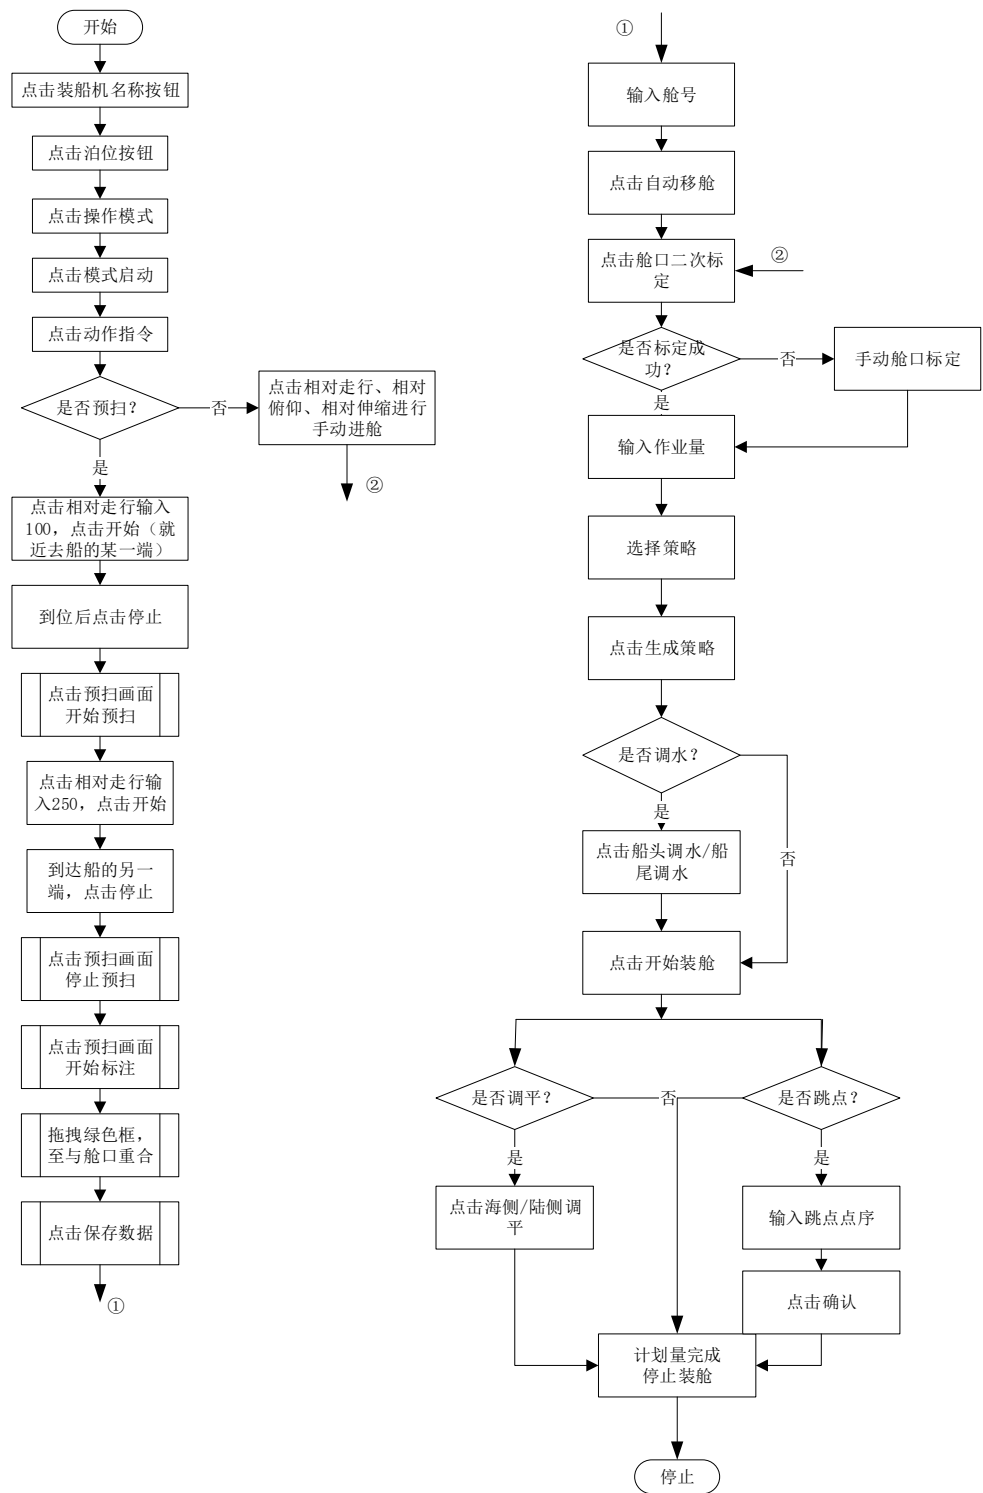 开始
点击装船机名称按钮
点击泊位按钮
点击操作模式
点击模式启动
点击动作指令
是否预扫？
否
点击相对走行、相对
俯仰、相对伸缩进行
手动进舱
②
是
点击相对走行输入
100，点击开始（就
近去船的某一端）
到位后点击停止
点击预扫画面
开始预扫
点击相对走行输
入250，点击开始
到达船的另一
端，点击停止
点击预扫画面
停止预扫
点击预扫画面
开始标注
拖拽绿色框，
至与舱口重合
点击保存数据
①
①
输入舱号
点击自动移舱
点击舱口二次标
定
②
是否标定成
功？
否
手动舱口标定
是
输入作业量
选择策略
点击生成策略
是否调水？
是
否
点击船头调水/船
尾调水
点击开始装舱
是否调平？
否
是否跳点？
是
是
点击海侧/陆侧调
平
输入跳点点序
点击确认
计划量完成
停止装舱
停止